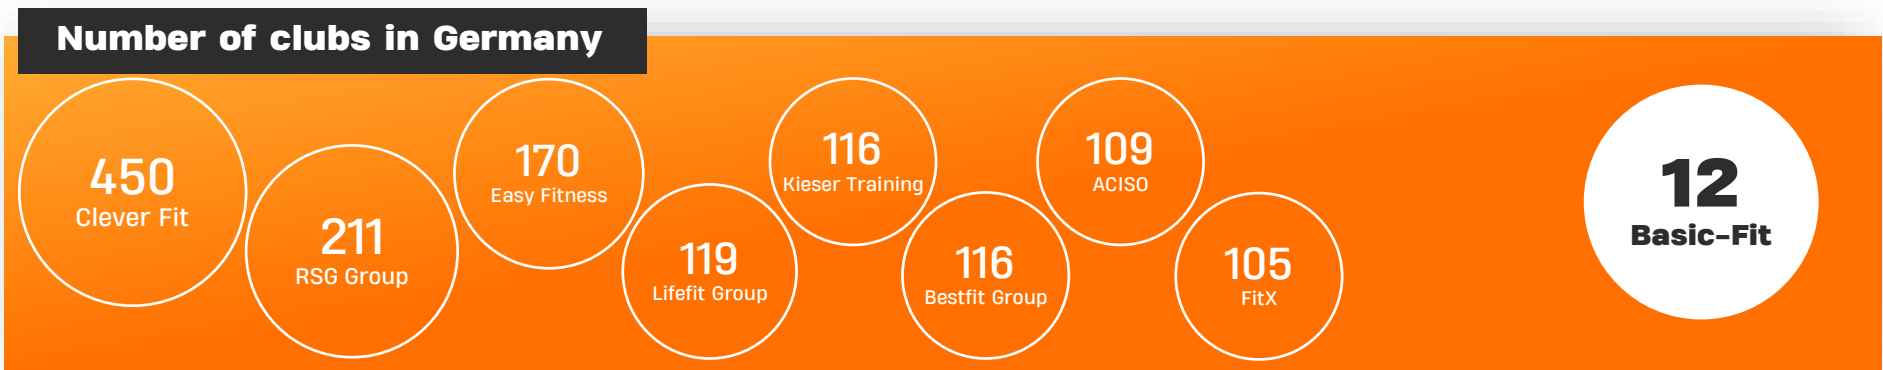 Number of clubs in Germany
450
Clever Fit
211
RSG Group
170
Easy Fitness
119
Lifefit Group
116
Kieser Training
116
Bestfit Group
109
ACISO
105
FitX
12
Basic-Fit